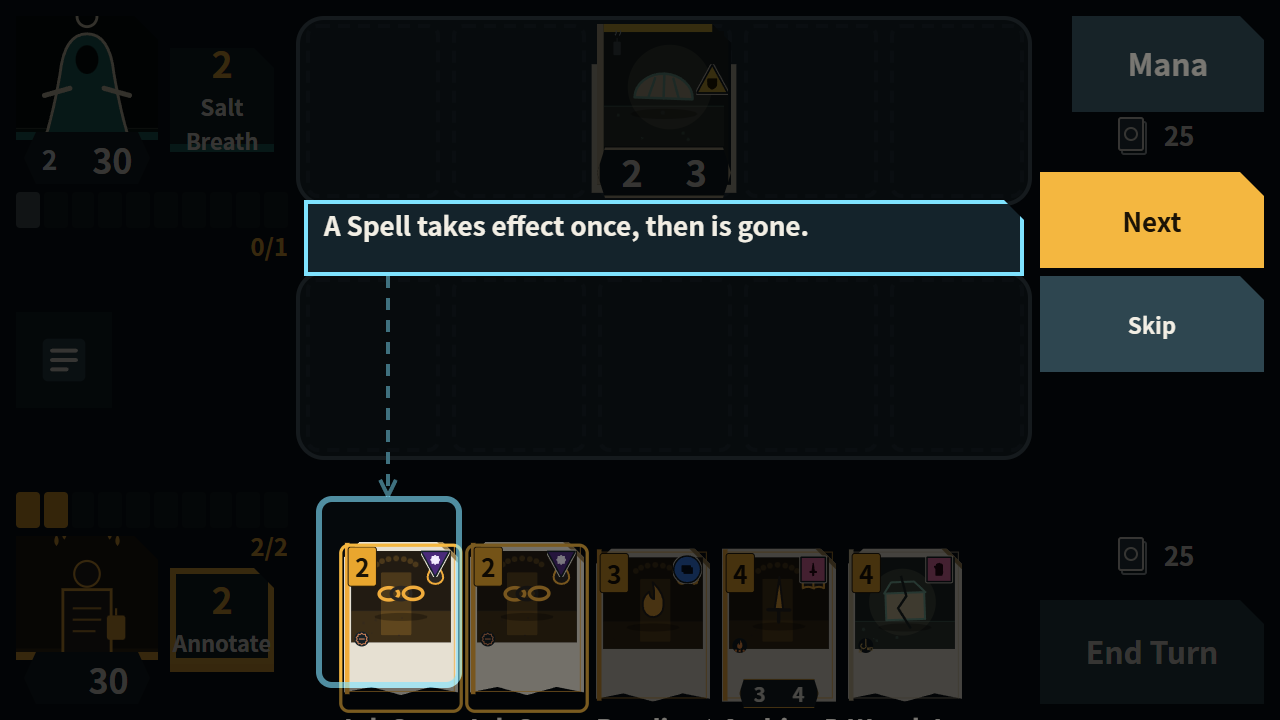 2
Salt
Breath
2 30
0/1
2 3
Mana
25
A Spell takes effect once, then is gone.
Next
Skip
2/2
2
Annotate
30
2
2
3
4
3 4
4
25
End Turn